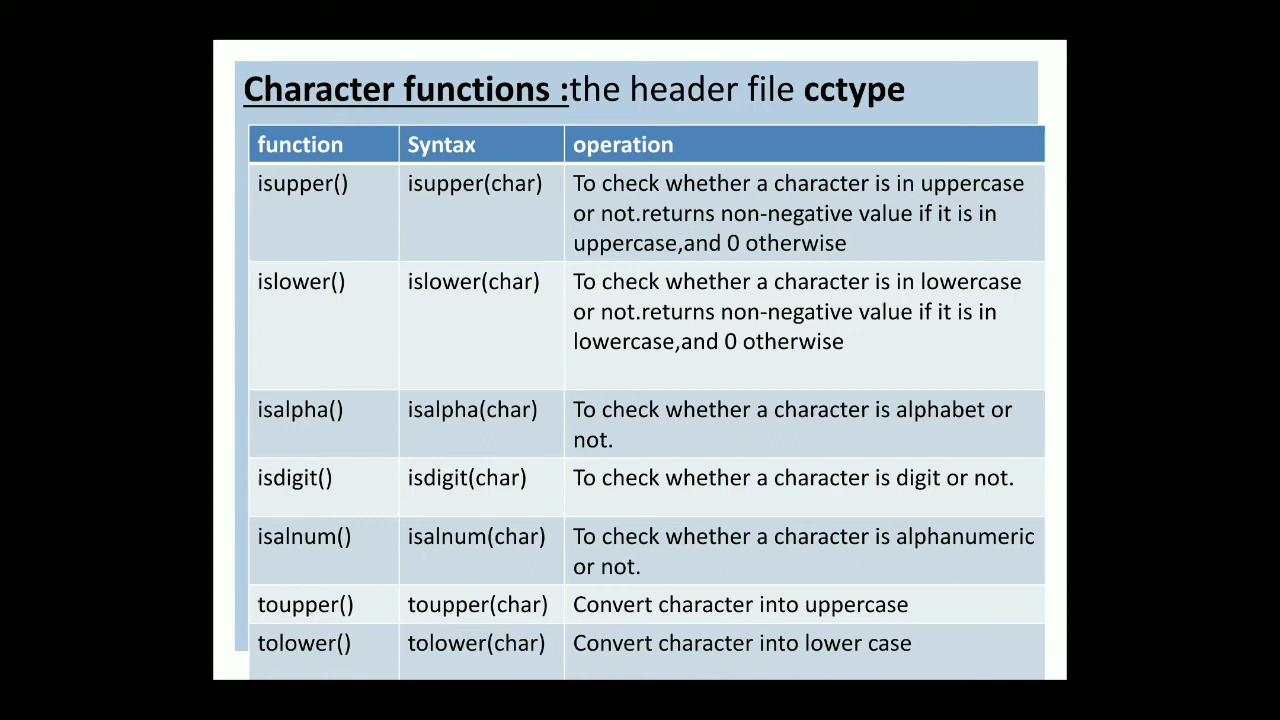 Character functions :the header file cctype
function Syntax operation
isupper() isupper(char) To check whether a character is in uppercase
or not.returns non-negative value if it is in
uppercase,and 0 otherwise
islower() islower(char) To check whether a character is in lowercase
or not.returns non-negative value if it is in
lowercase,and 0 otherwise
isalpha() isalpha(char) To check whether a character is alphabet or
not.
isdigit() isdigit(char) To check whether a character is digit or not.
isalnum() isalnum(char) To check whether a character is alphanumeric
or not.
toupper() toupper(char) Convert character into uppercase
tolower() tolower(char) Convert character into lower case